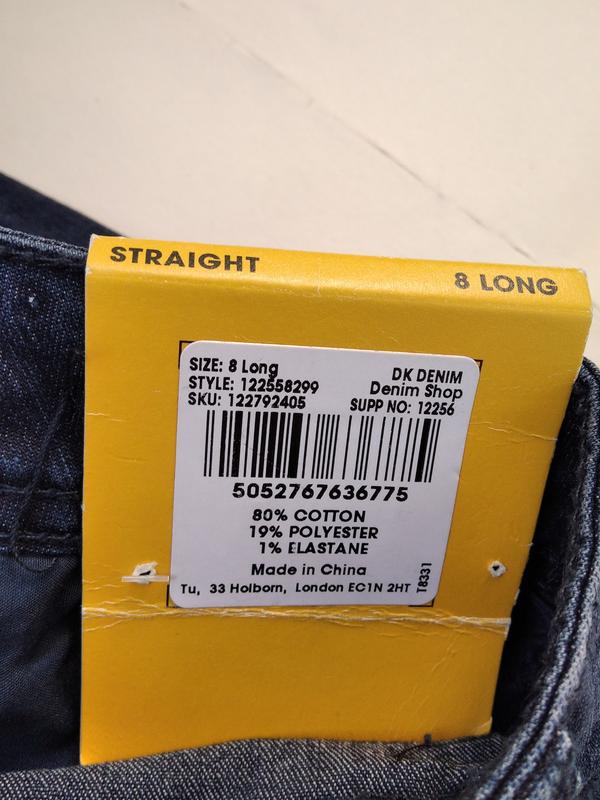 STRAIGHT
8 LONG
SIZE: 8 Long
DK DENIM
STYLE: 122558299
Denim Shop
SKU: 122792405
SUPP NO: 12256
5052767636775
80% COTTON
19% POLYESTER
1% ELASTANE
Made in China
Tu, 33 Holborn, London EC1N 2HT
T8331